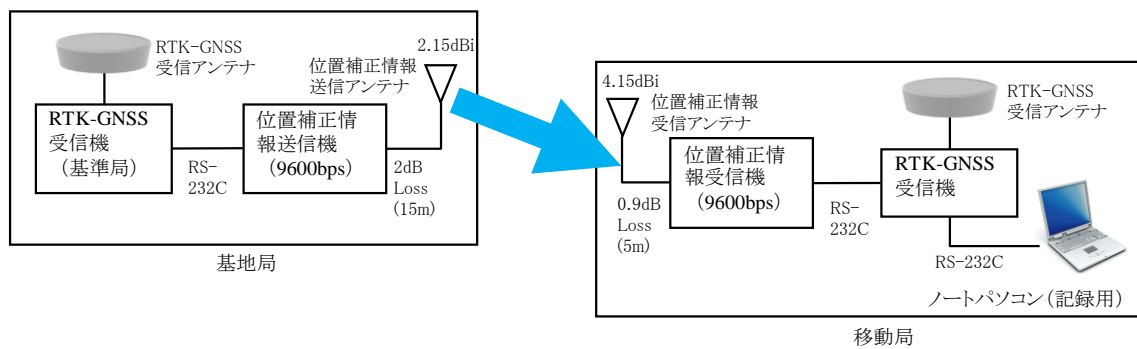 RTK-GNSS
受信アンテナ
2.15dBi
位置補正情報
送信アンテナ
RTK-GNSS
受信機
(基準局)
RS-
232C
位置補正情
報送信機
(9600bps)
2dB
Loss
(15m)
基地局
4.15dBi
位置補正情報
受信アンテナ
RTK-GNSS
受信アンテナ
0.9dB
Loss
(5m)
位置補正情
報受信機
(9600bps)
RS-
232C
RTK-GNSS
受信機
RS-232C
ノートパソコン(記録用)
移動局